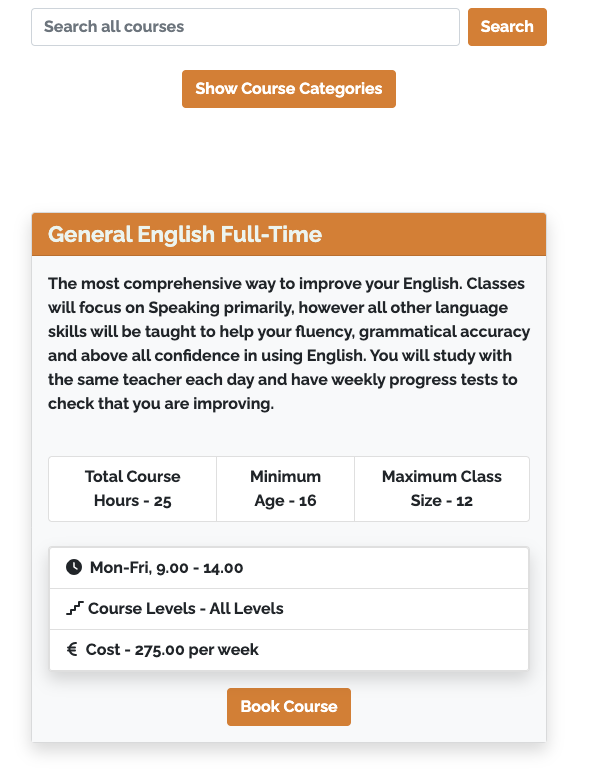 Search all courses
Search
Show Course Categories
General English Full-Time
The most comprehensive way to improve your English. Classes
will focus on Speaking primarily, however all other language
skills will be taught to help your fluency, grammatical accuracy
and above all confidence in using English. You will study with
the same teacher each day and have weekly progress tests to
check that you are improving.
Total Course
Hours - 25
Minimum
Age - 16
Maximum Class
Size - 12
Mon-Fri, 9.00 - 14.00
Course Levels - All Levels
€ Cost - 275.00 per week
Book Course